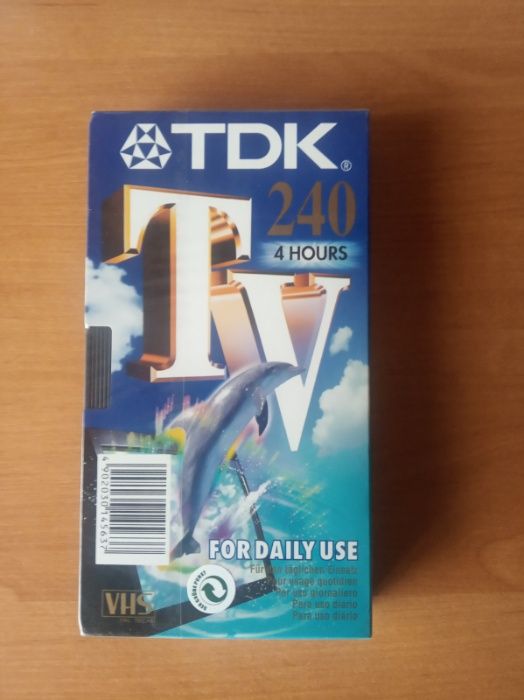 TDK®
240
4 HOURS
TV
4 902030 145637
FOR DAILY USE
Für den täglichen Einsatz
Pour usage quotidien
Per uso giornaliero
Para uso diario
Para uso diário
VHS